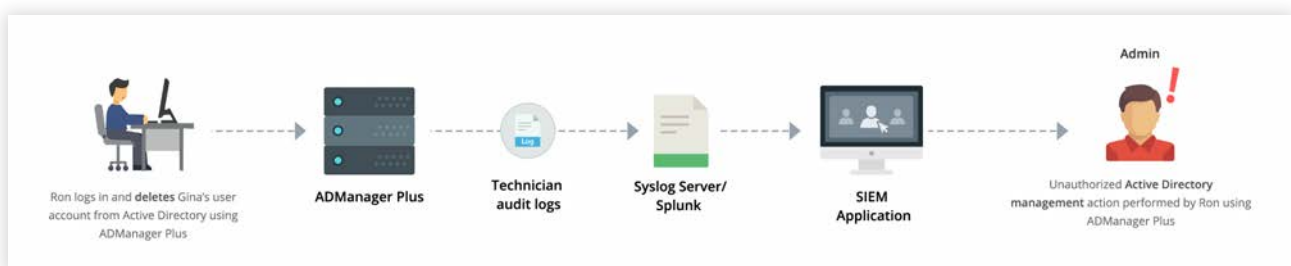 Admin
Log
Ron logs in and deletes Gina's user
account from Active Directory using
ADManager Plus
ADManager Plus
Technician
audit logs
Syslog Server/
Splunk
SIEM
Application
Unauthorized Active Directory
management action performed by Ron using
ADManager Plus